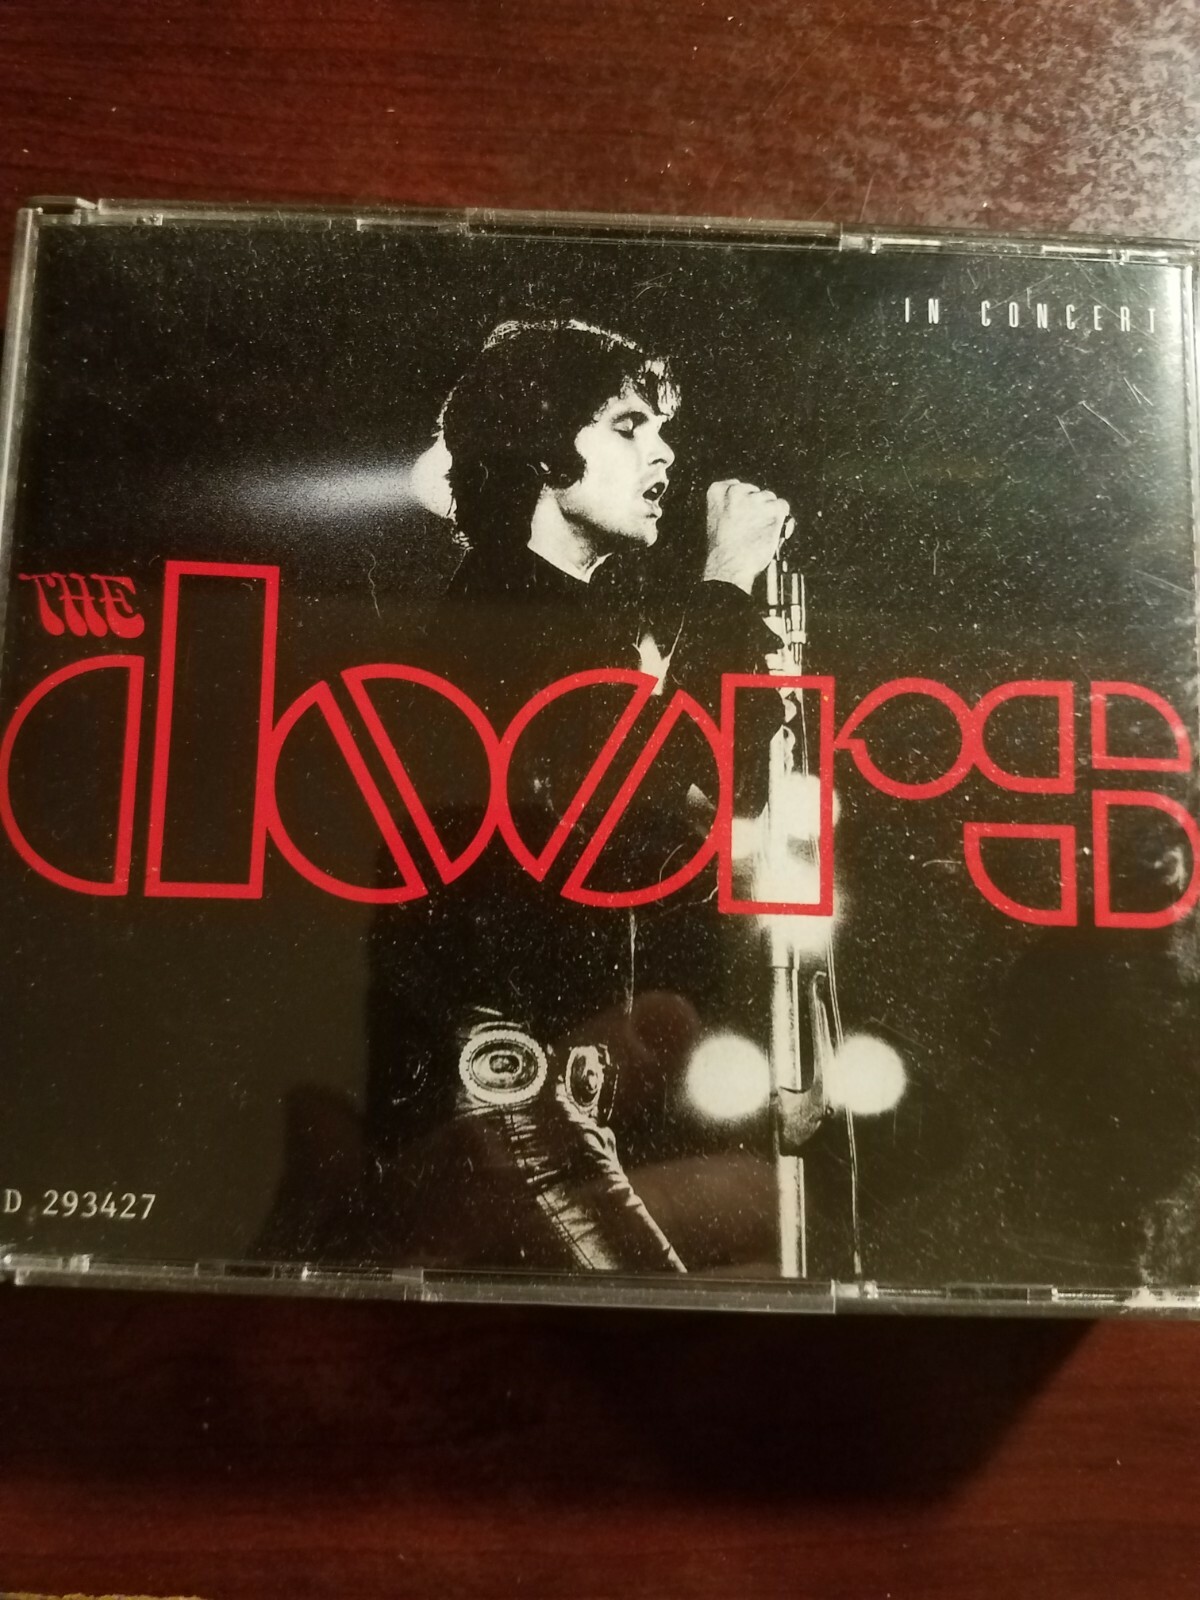 IN CONCERT
THE
doors
D 293427